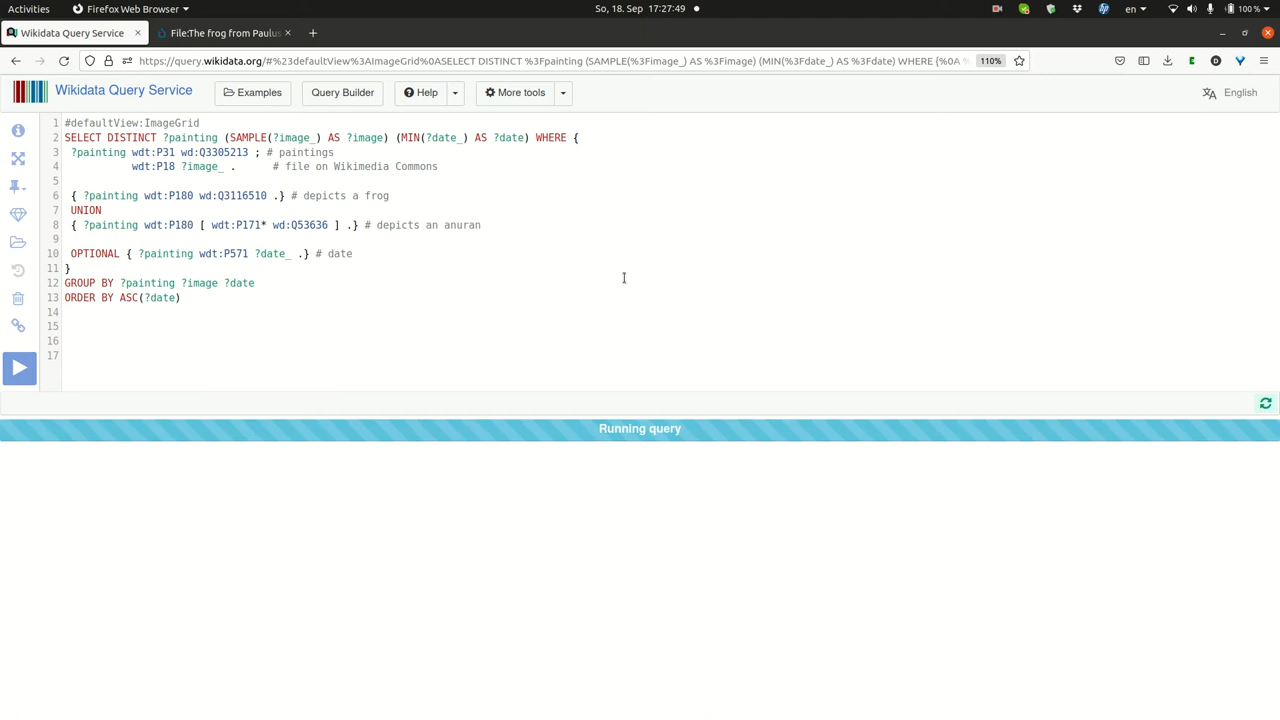 Activities
Firefox Web Browser
So, 18. Sep 17:27:49
en
100 %
Wikidata Query Service
File:The frog from Paulus
https://query.wikidata.org/#%23defaultView%3AImageGrid%0ASELECT DISTINCT %3Fpainting (SAMPLE(%3Fimage_) AS %3Fimage) (MIN(%3Fdate_) AS %3Fdate) WHERE {%0A %
110%
Wikidata Query Service
Examples
Query Builder
Help
More tools
English
1 #defaultView:ImageGrid
2 SELECT DISTINCT ?painting (SAMPLE(?image_) AS ?image) (MIN(?date_) AS ?date) WHERE {
3 ?painting wdt:P31 wd:Q3305213 ; # paintings
4 wdt:P18 ?image_ . # file on Wikimedia Commons
5
6 { ?painting wdt:P180 wd:Q3116510 .} # depicts a frog
7 UNION
8 { ?painting wdt:P180 [ wdt:P171* wd:Q53636 ] .} # depicts an anuran
9
10 OPTIONAL { ?painting wdt:P571 ?date_ .} # date
11 }
12 GROUP BY ?painting ?image ?date
13 ORDER BY ASC(?date)
14
15
16
17
Running query